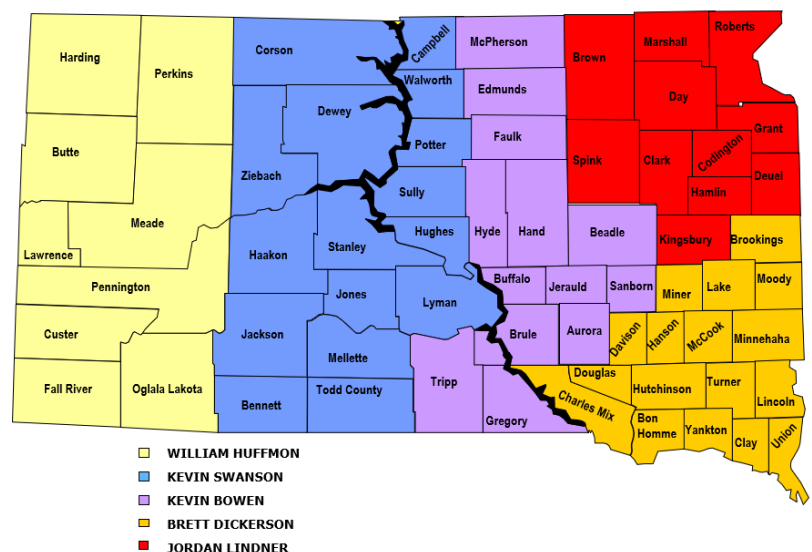 Harding
Perkins
Corson
Campbell
McPherson
Brown
Marshall
Roberts
Walworth
Edmunds
Day
Dewey
Butte
Potter
Faulk
Spink
Clark
Codington
Grant
Ziebach
Sully
Hamlin
Deuel
Meade
Lawrence
Haakon
Stanley
Hughes
Hyde
Hand
Beadle
Kingsbury
Brookings
Pennington
Jones
Lyman
Buffalo
Jerauld
Sanborn
Miner
Lake
Moody
Custer
Jackson
Mellette
Brule
Aurora
Davison
Hanson
McCook
Minnehaha
Fall River
Oglala Lakota
Bennett
Todd County
Tripp
Gregory
Charles Mix
Douglas
Hutchinson
Turner
Lincoln
Bon
Homme
Yankton
Clay
Union
WILLIAM HUFFMON
KEVIN SWANSON
KEVIN BOWEN
BRETT DICKERSON
JORDAN LINDNER